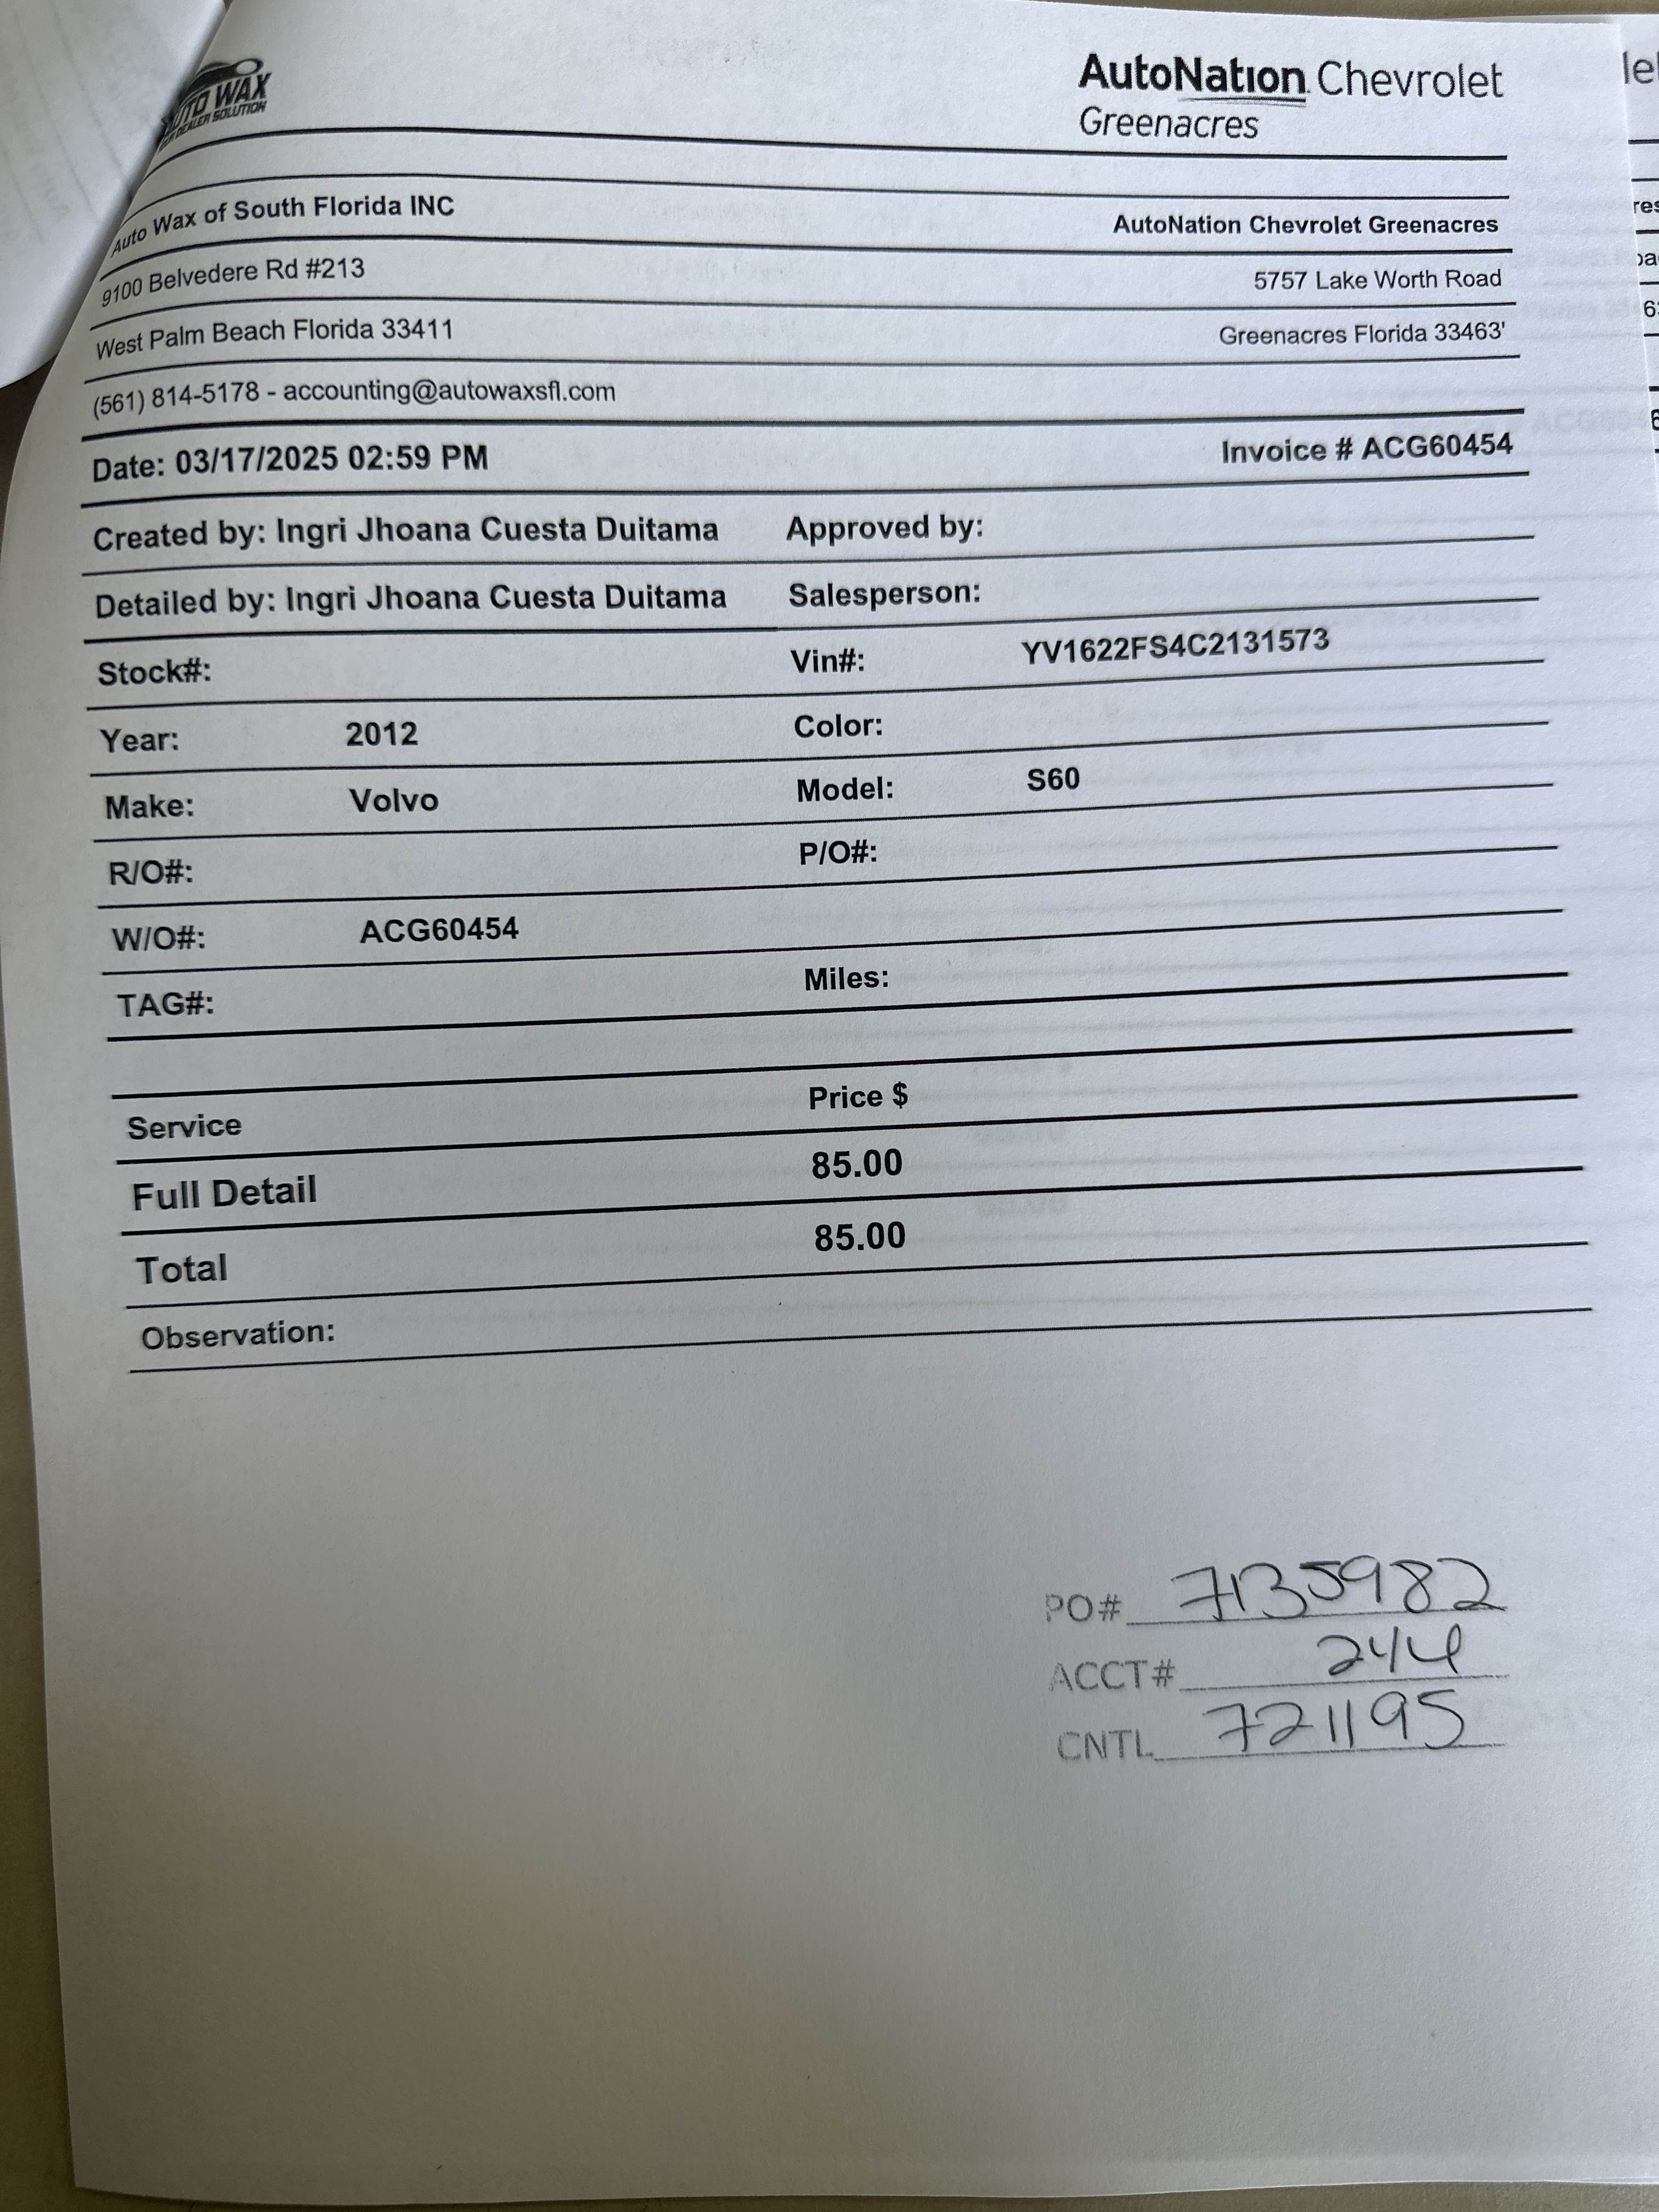 AUTO WAX
DEALER SOLUTION
AutoNation Chevrolet
Greenacres
Auto Wax of South Florida INC
AutoNation Chevrolet Greenacres
9100 Belvedere Rd #213
5757 Lake Worth Road
West Palm Beach Florida 33411
Greenacres Florida 33463'
(561) 814-5178 - accounting@autowaxsfl.com
Date: 03/17/2025 02:59 PM
Invoice # ACG60454
Created by: Ingri Jhoana Cuesta Duitama
Approved by:
Detailed by: Ingri Jhoana Cuesta Duitama
Salesperson:
Stock#:
Vin#: YV1622FS4C2131573
Year: 2012
Color:
Make: Volvo
Model: S60
R/O#:
P/O#:
W/O#: ACG60454
TAG#:
Miles:
Service Price $
Full Detail 85.00
Total 85.00
Observation:
PO# 7135982
ACCT# 244
CNTL 721195